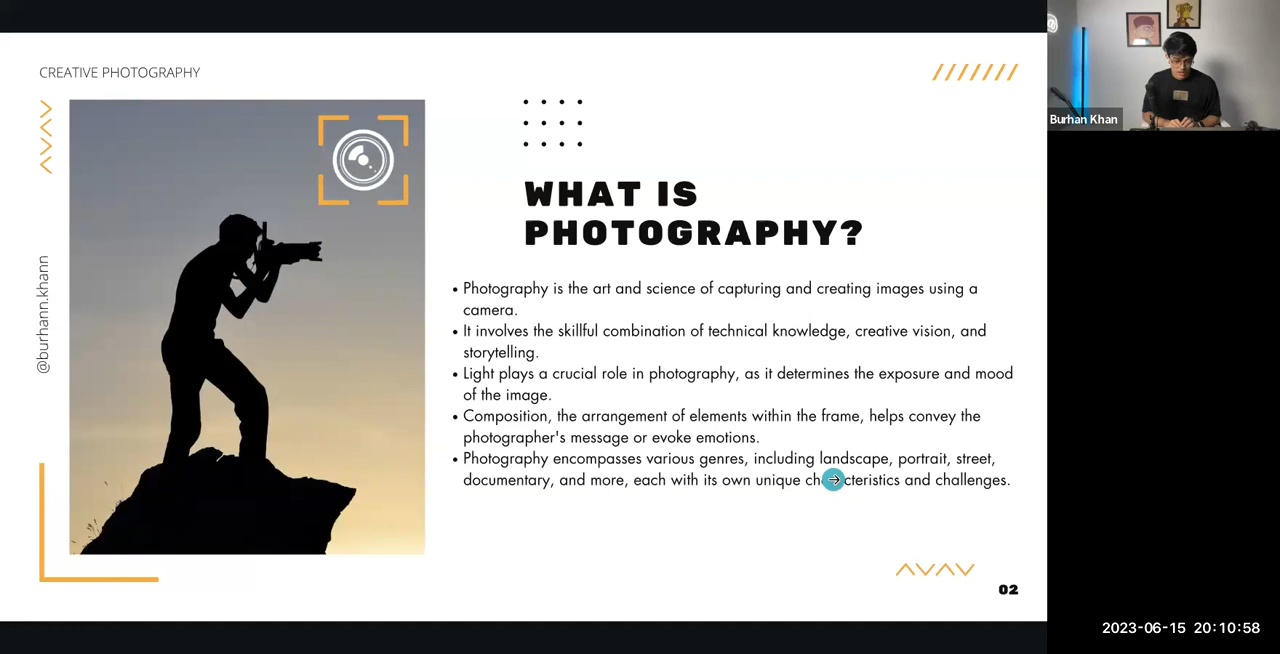 CREATIVE PHOTOGRAPHY
@burhann.khann
WHAT IS
PHOTOGRAPHY?
• Photography is the art and science of capturing and creating images using a
camera.
• It involves the skillful combination of technical knowledge, creative vision, and
storytelling.
• Light plays a crucial role in photography, as it determines the exposure and mood
of the image.
• Composition, the arrangement of elements within the frame, helps convey the
photographer's message or evoke emotions.
• Photography encompasses various genres, including landscape, portrait, street,
documentary, and more, each with its own unique characteristics and challenges.
02
Burhan Khan
2023-06-15 20:10:58